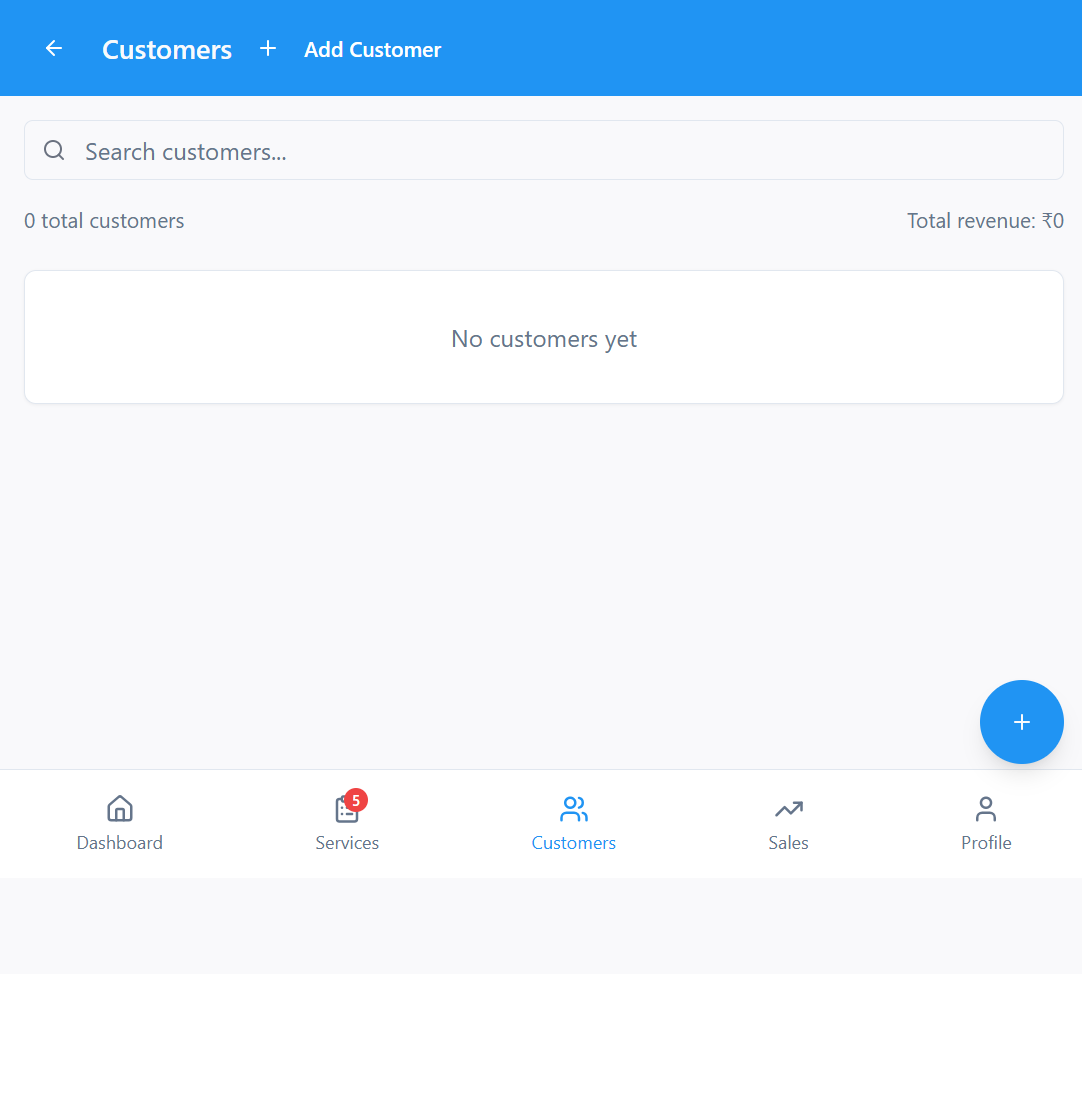 Customers
Add Customer
Search customers...
0 total customers
Total revenue: ₹0
No customers yet
5
Dashboard
Services
Customers
Sales
Profile